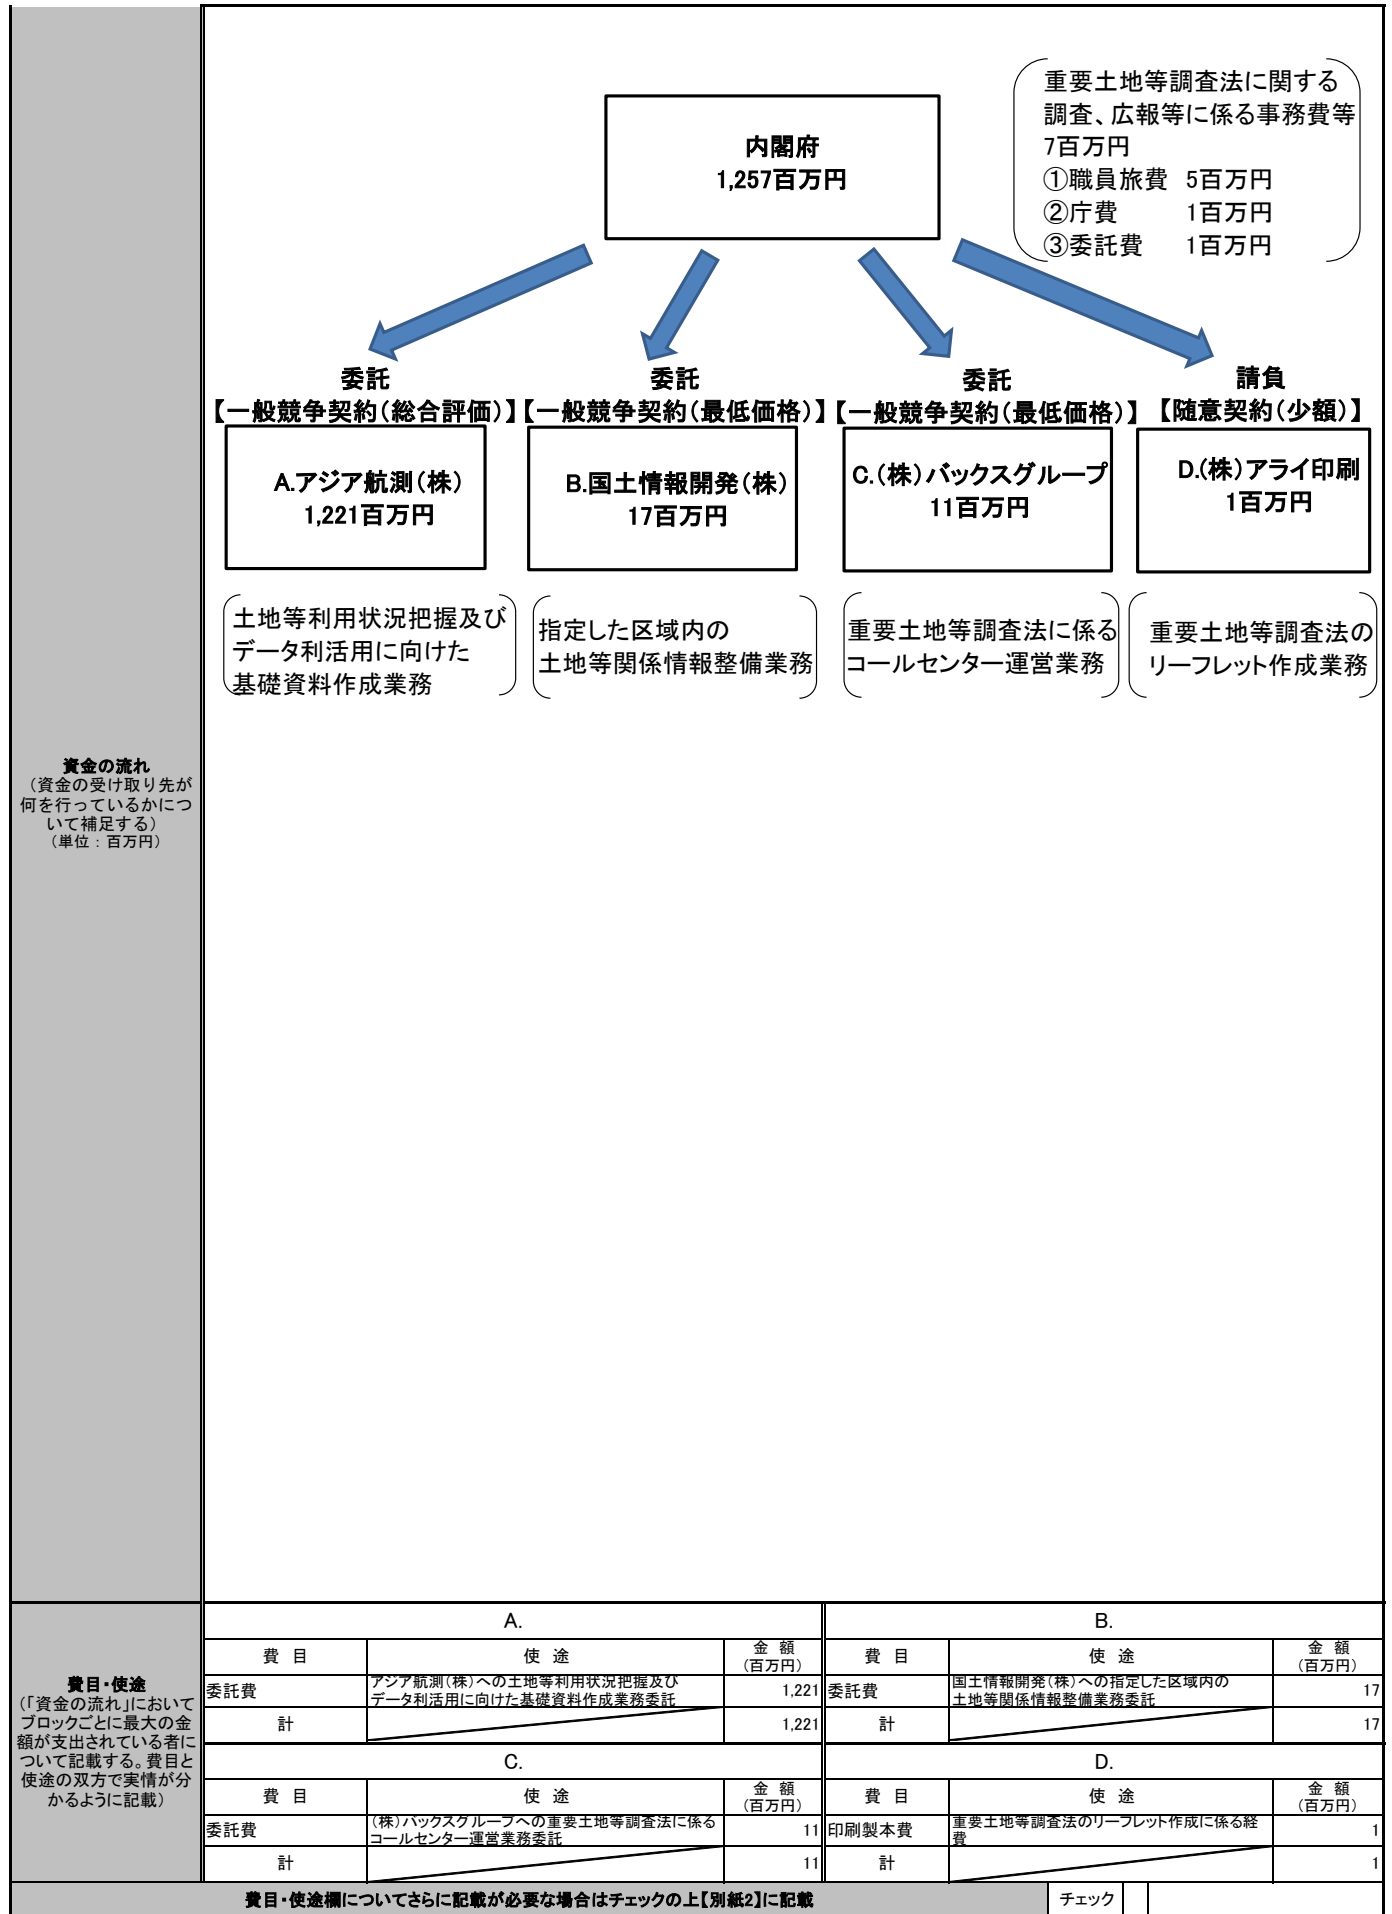 重要土地等調査法に関する
調査、広報等に係る事務費等
7百万円
①職員旅費 5百万円
②庁費 1百万円
③委託費 1百万円
内閣府
1,257百万円
委託
【一般競争契約(総合評価)】
A.アジア航測(株)
1,221百万円
土地等利用状況把握及び
データ利活用に向けた
基礎資料作成業務
委託
【一般競争契約(最低価格)】
B.国土情報開発(株)
17百万円
指定した区域内の
土地等関係情報整備業務
委託
【一般競争契約(最低価格)】
C.(株)バックスグループ
11百万円
重要土地等調査法に係る
コールセンター運営業務
請負
【随意契約(少額)】
D.(株)アライ印刷
1百万円
重要土地等調査法の
リーフレット作成業務
資金の流れ
(資金の受け取り先が
何を行っているかにつ
いて補足する)
(単位:百万円)
費目・使途
(「資金の流れ」において
ブロックごとに最大の金
額が支出されている者に
ついて記載する。費目と
使途の双方で実情が分
かるように記載)
A.
費 目 使 途 金 額
(百万円)
委託費 アジア航測(株)への土地等利用状況把握及び
データ利活用に向けた基礎資料作成業務委託 1,221
計 1,221
B.
費 目 使 途 金 額
(百万円)
委託費 国土情報開発(株)への指定した区域内の
土地等関係情報整備業務委託 17
計 17
C.
費 目 使 途 金 額
(百万円)
委託費 (株)バックスグループへの重要土地等調査法に係る
コールセンター運営業務委託 11
計 11
D.
費 目 使 途 金 額
(百万円)
印刷製本費 重要土地等調査法のリーフレット作成に係る経
費 1
計 1
費目・使途欄についてさらに記載が必要な場合はチェックの上【別紙2】に記載 チェック